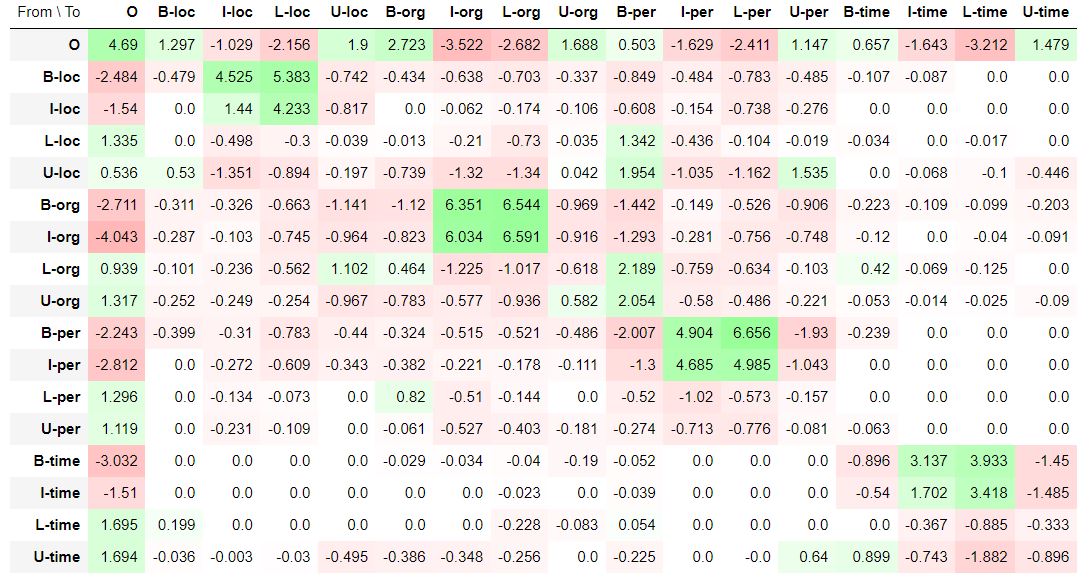 From \ To O B-loc I-loc L-loc U-loc B-org I-org L-org U-org B-per I-per L-per U-per B-time I-time L-time U-time
O 4.69 1.297 -1.029 -2.156 1.9 2.723 -3.522 -2.682 1.688 0.503 -1.629 -2.411 1.147 0.657 -1.643 -3.212 1.479
B-loc -2.484 -0.479 4.525 5.383 -0.742 -0.434 -0.638 -0.703 -0.337 -0.849 -0.484 -0.783 -0.485 -0.107 -0.087 0.0 0.0
I-loc -1.54 0.0 1.44 4.233 -0.817 0.0 -0.062 -0.174 -0.106 -0.608 -0.154 -0.738 -0.276 0.0 0.0 0.0 0.0
L-loc 1.335 0.0 -0.498 -0.3 -0.039 -0.013 -0.21 -0.73 -0.035 1.342 -0.436 -0.104 -0.019 -0.034 0.0 -0.017 0.0
U-loc 0.536 0.53 -1.351 -0.894 -0.197 -0.739 -1.32 -1.34 0.042 1.954 -1.035 -1.162 1.535 0.0 -0.068 -0.1 -0.446
B-org -2.711 -0.311 -0.326 -0.663 -1.141 -1.12 6.351 6.544 -0.969 -1.442 -0.149 -0.526 -0.906 -0.223 -0.109 -0.099 -0.203
I-org -4.043 -0.287 -0.103 -0.745 -0.964 -0.823 6.034 6.591 -0.916 -1.293 -0.281 -0.756 -0.748 -0.12 0.0 -0.04 -0.091
L-org 0.939 -0.101 -0.236 -0.562 1.102 0.464 -1.225 -1.017 -0.618 2.189 -0.759 -0.634 -0.103 0.42 -0.069 -0.125 0.0
U-org 1.317 -0.252 -0.249 -0.254 -0.967 -0.783 -0.577 -0.936 0.582 2.054 -0.58 -0.486 -0.221 -0.053 -0.014 -0.025 -0.09
B-per -2.243 -0.399 -0.31 -0.783 -0.44 -0.324 -0.515 -0.521 -0.486 -2.007 4.904 6.656 -1.93 -0.239 0.0 0.0 0.0
I-per -2.812 0.0 -0.272 -0.609 -0.343 -0.382 -0.221 -0.178 -0.111 -1.3 4.685 4.985 -1.043 0.0 0.0 0.0 0.0
L-per 1.296 0.0 -0.134 -0.073 0.0 0.82 -0.51 -0.144 0.0 -0.52 -1.02 -0.573 -0.157 0.0 0.0 0.0 0.0
U-per 1.119 0.0 -0.231 -0.109 0.0 -0.061 -0.527 -0.403 -0.181 -0.274 -0.713 -0.776 -0.081 -0.063 0.0 0.0 0.0
B-time -3.032 0.0 0.0 0.0 0.0 -0.029 -0.034 -0.04 -0.19 -0.052 0.0 0.0 0.0 -0.896 3.137 3.933 -1.45
I-time -1.51 0.0 0.0 0.0 0.0 0.0 0.0 -0.023 0.0 -0.039 0.0 0.0 0.0 -0.54 1.702 3.418 -1.485
L-time 1.695 0.199 0.0 0.0 0.0 0.0 0.0 -0.228 -0.083 0.054 0.0 0.0 0.0 0.0 -0.367 -0.885 -0.333
U-time 1.694 -0.036 -0.003 -0.03 -0.495 -0.386 -0.348 -0.256 0.0 -0.225 0.0 -0.0 0.64 0.899 -0.743 -1.882 -0.896